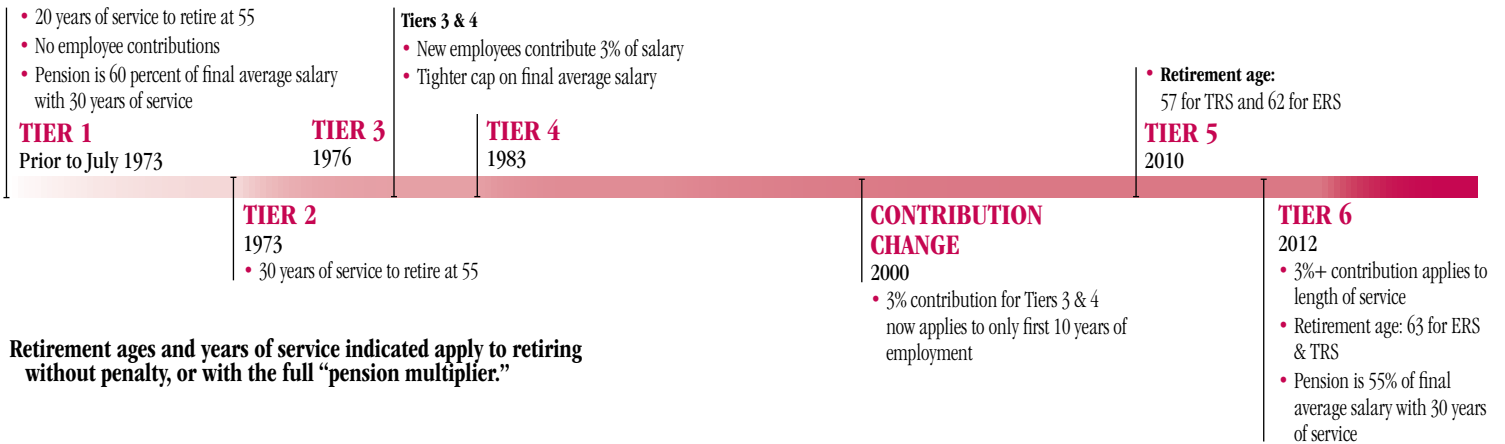 • 20 years of service to retire at 55
• No employee contributions
• Pension is 60 percent of final average salary
with 30 years of service
TIER 1
Prior to July 1973
TIER 2
1973
• 30 years of service to retire at 55
TIER 3
1976
Tiers 3 & 4
• New employees contribute 3% of salary
• Tighter cap on final average salary
TIER 4
1983
CONTRIBUTION
CHANGE
2000
• 3% contribution for Tiers 3 & 4
now applies to only first 10 years of
employment
• Retirement age:
57 for TRS and 62 for ERS
TIER 5
2010
TIER 6
2012
• 3%+ contribution applies to
length of service
• Retirement age: 63 for ERS
& TRS
• Pension is 55% of final
average salary with 30 years
of service
Retirement ages and years of service indicated apply to retiring
without penalty, or with the full “pension multiplier.”